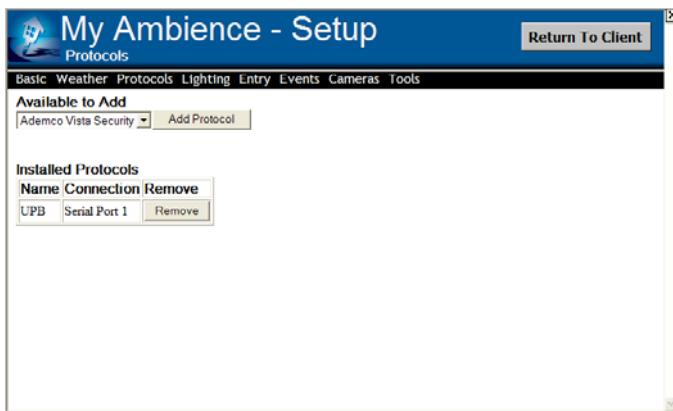 My Ambience - Setup
Protocols
Return To Client
Basic Weather Protocols Lighting Entry Events Cameras Tools
Available to Add
Ademco Vista Security Add Protocol
Installed Protocols
Name Connection Remove
UPB Serial Port 1 Remove